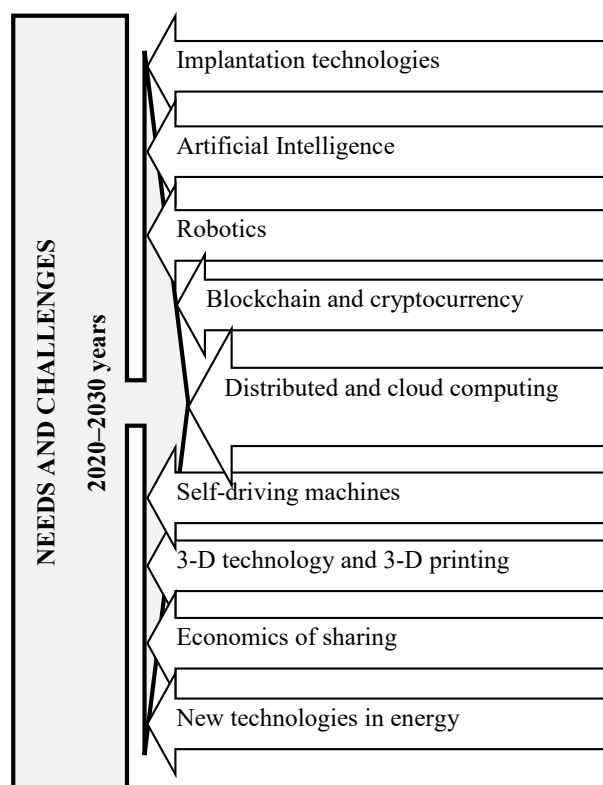 NEEDS AND CHALLENGES
2020–2030 years
Implantation technologies
Artificial Intelligence
Robotics
Blockchain and cryptocurrency
Distributed and cloud computing
Self-driving machines
3-D technology and 3-D printing
Economics of sharing
New technologies in energy